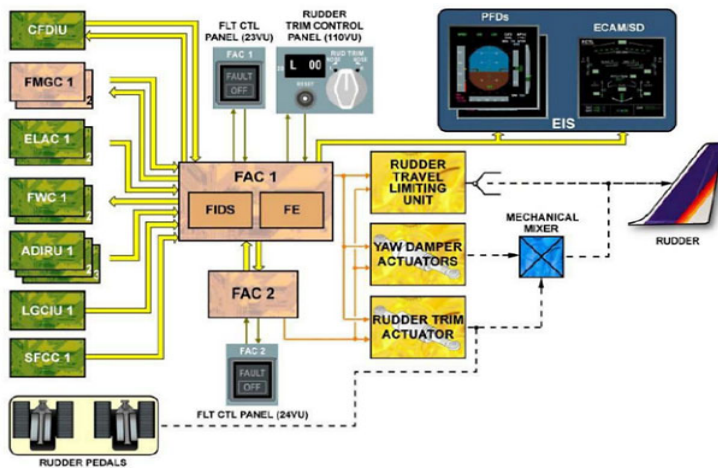 CFDIU
FMGC 1
2
ELAC 1
2
FWC 1
2
ADIRU 1
2
3
LGCIU 1
SFCC 1
RUDDER PEDALS
FLT CTL
PANEL (23VU)
FAC 1
FAULT
OFF
RUDDER
TRIM CONTROL
PANEL (110VU)
RUD TRIM
L 00
RESET
PFDs
ECAM/SD
EIS
FAC 1
FIDS
FE
FAC 2
FAC 2
FAULT
OFF
FLT CTL PANEL (24VU)
RUDDER
TRAVEL
LIMITING
UNIT
YAW DAMPER
ACTUATORS
RUDDER TRIM
ACTUATOR
MECHANICAL
MIXER
RUDDER